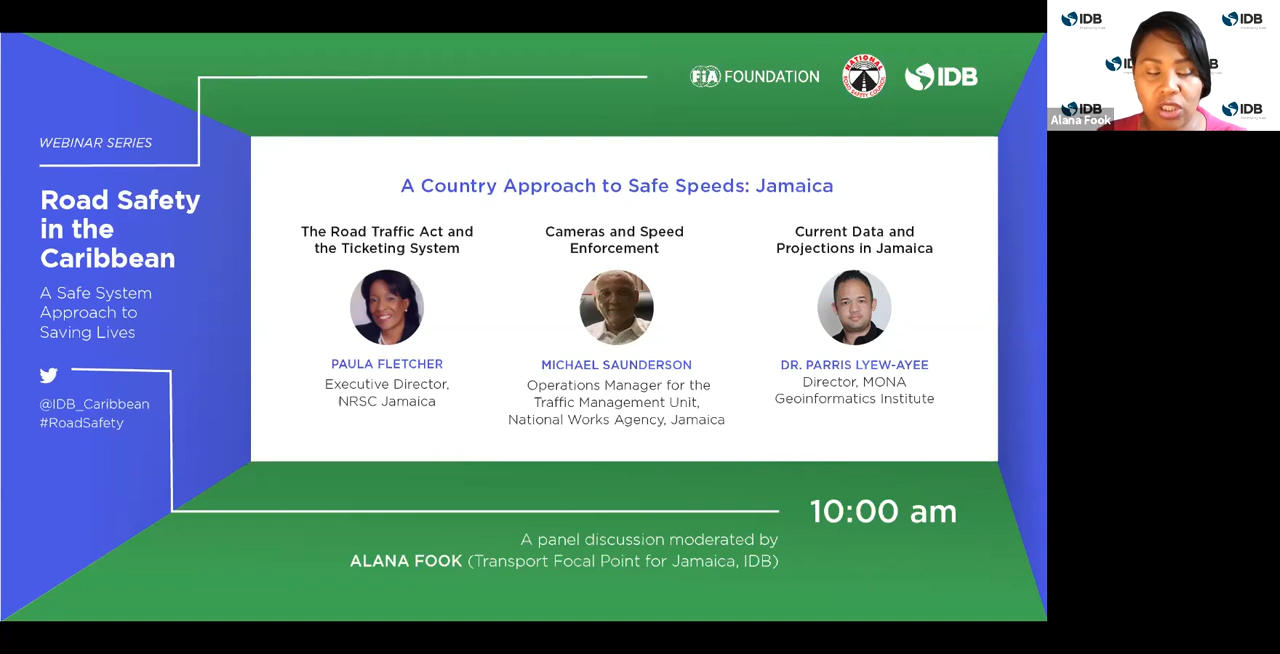 WEBINAR SERIES
Road Safety
in the
Caribbean
A Safe System
Approach to
Saving Lives
@IDB_Caribbean
#RoadSafety
FiA FOUNDATION
NATIONAL
ROAD SAFETY COUNCIL
IDB
A Country Approach to Safe Speeds: Jamaica
The Road Traffic Act and
the Ticketing System
PAULA FLETCHER
Executive Director,
NRSC Jamaica
Cameras and Speed
Enforcement
MICHAEL SAUNDERSON
Operations Manager for the
Traffic Management Unit,
National Works Agency, Jamaica
Current Data and
Projections in Jamaica
DR. PARRIS LYEW-AYEE
Director, MONA
Geoinformatics Institute
10:00 am
A panel discussion moderated by
ALANA FOOK (Transport Focal Point for Jamaica, IDB)
IDB
IDB
IDB
IDB
Alana Fook